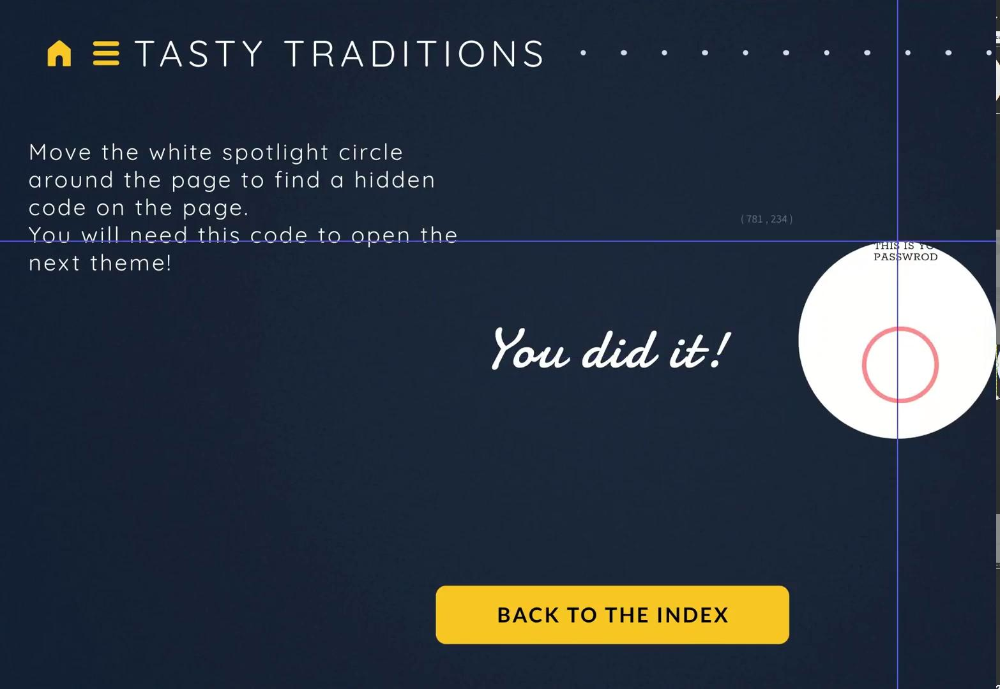 TASTY TRADITIONS
Move the white spotlight circle
around the page to find a hidden
code on the page.
You will need this code to open the
next theme!
( 781 , 234 )
THIS IS YO
PASSWROD
You did it!
BACK TO THE INDEX